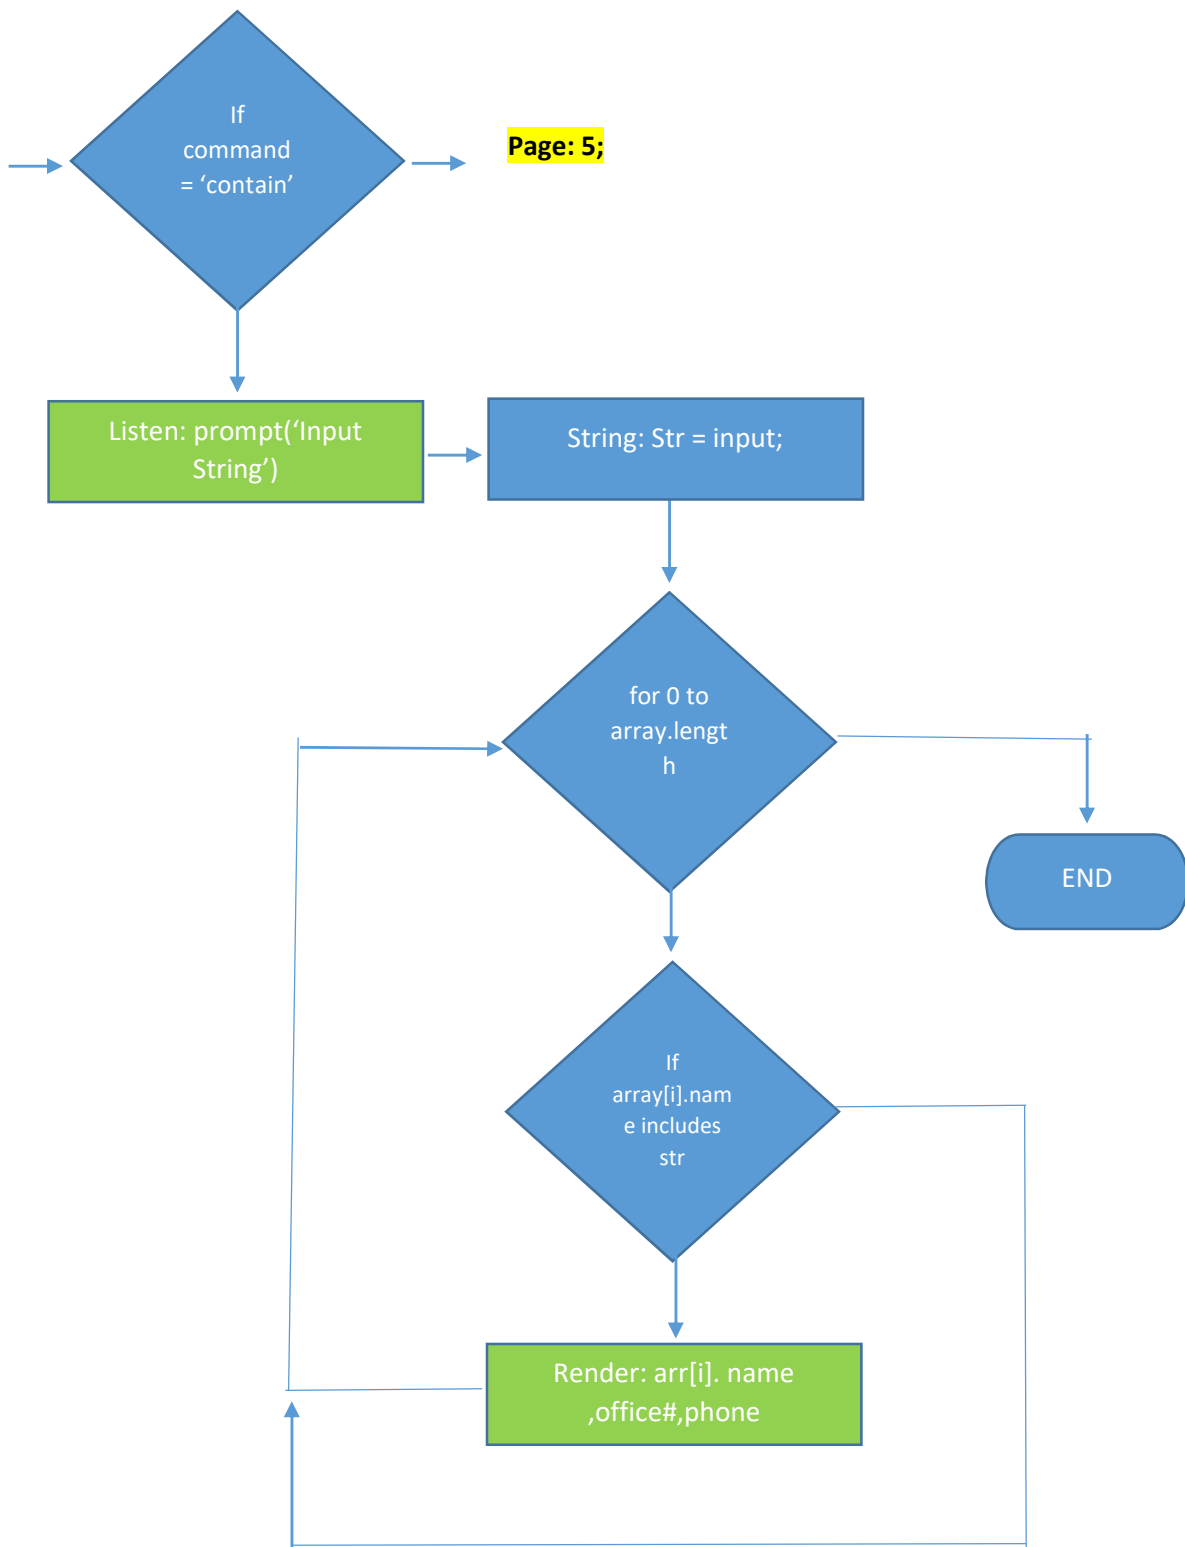 If
command
= ‘contain’
Page: 5;
Listen: prompt(‘Input
String’)
String: Str = input;
for 0 to
array.lengt
h
END
If
array[i].nam
e includes
str
Render: arr[i]. name
,office#,phone